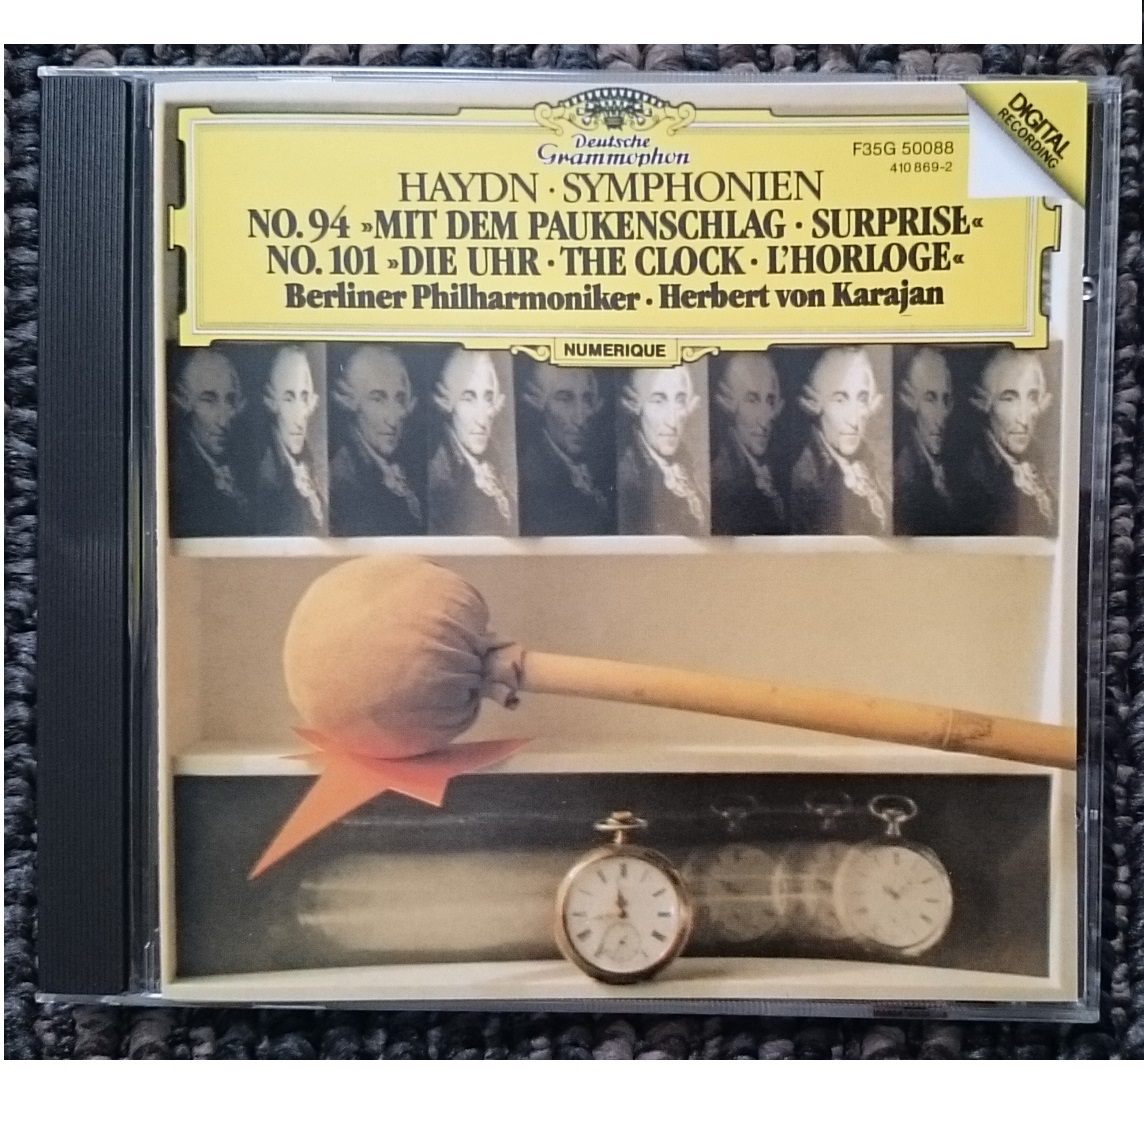 DIGITAL
RECORDING
Deutsche
Grammophon
F35G 50088
410 869-2
HAYDN · SYMPHONIEN
NO. 94 »MIT DEM PAUKENSCHLAG · SURPRISE«
NO. 101 »DIE UHR · THE CLOCK · L'HORLOGE«
Berliner Philharmoniker · Herbert von Karajan
NUMERIQUE